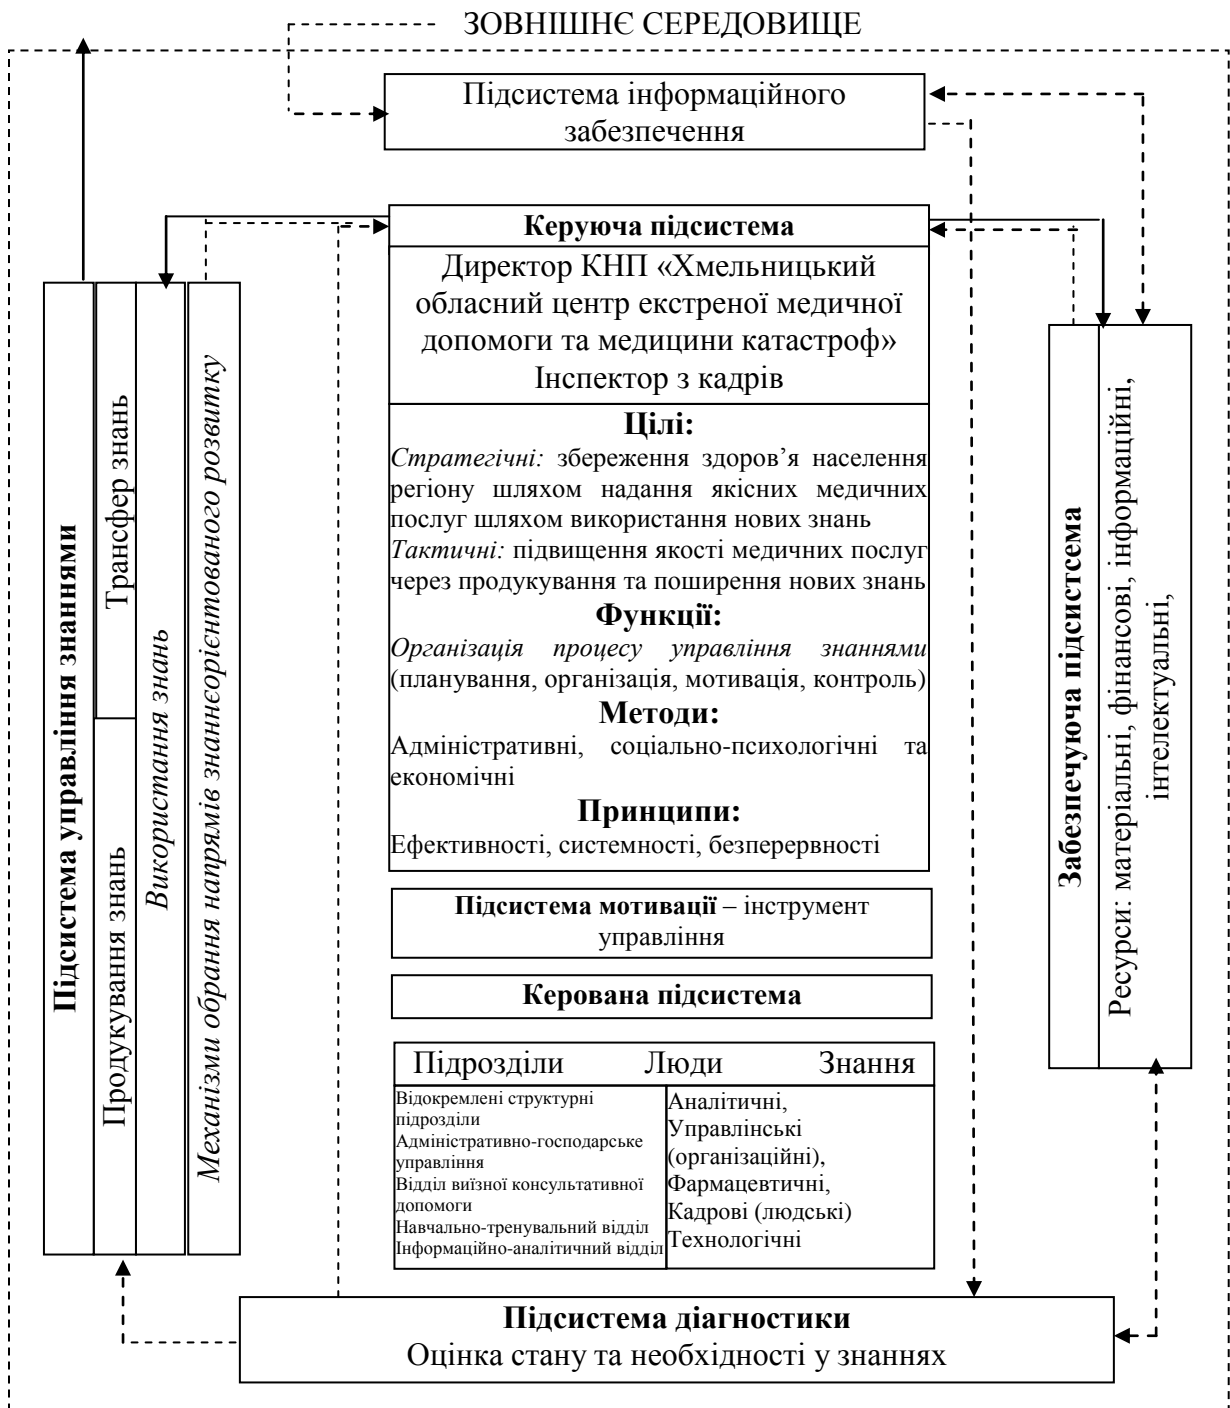 ЗОВНІШНЄ СЕРЕДОВИЩЕ
Підсистема інформаційного
забезпечення
Керуюча підсистема
Директор КНП «Хмельницький
обласний центр екстреної медичної
допомоги та медицини катастроф»
Інспектор з кадрів
Цілі:
Стратегічні: збереження здоров’я населення
регіону шляхом надання якісних медичних
послуг шляхом використання нових знань
Тактичні: підвищення якості медичних послуг
через продукування та поширення нових знань
Функції:
Організація процесу управління знаннями
(планування, організація, мотивація, контроль)
Методи:
Адміністративні, соціально-психологічні та
економічні
Принципи:
Ефективності, системності, безперервності
Підсистема мотивації – інструмент
управління
Керована підсистема
Підрозділи Люди Знання
Відокремлені структурні
підрозділи
Адміністративно-господарське
управління
Відділ виїзної консультативної
допомоги
Навчально-тренувальний відділ
Інформаційно-аналітичний відділ
Аналітичні,
Управлінські
(організаційні),
Фармацевтичні,
Кадрові (людські)
Технологічні
Підсистема управління знаннями
Трансфер знань
Продукування знань
Використання знань
Механізми обрання напрямів знаннєорієнтованого розвитку
Забезпечуюча підсистсема
Ресурси: матеріальні, фінансові, інформаційні,
інтелектуальні,
Підсистема діагностики
Оцінка стану та необхідності у знаннях